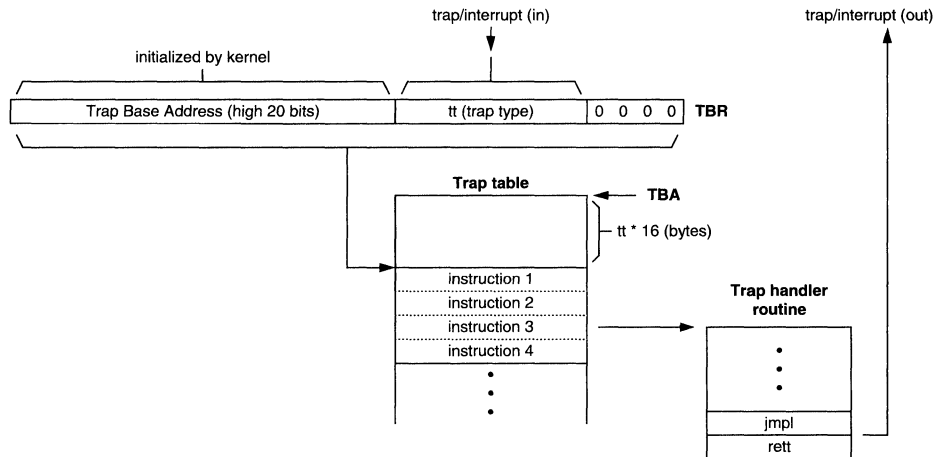 trap/interrupt (in)
trap/interrupt (out)
initialized by kernel
Trap Base Address (high 20 bits)
tt (trap type)
0 0 0 0
TBR
Trap table
TBA
tt * 16 (bytes)
instruction 1
instruction 2
instruction 3
instruction 4
Trap handler
routine
jmpl
rett